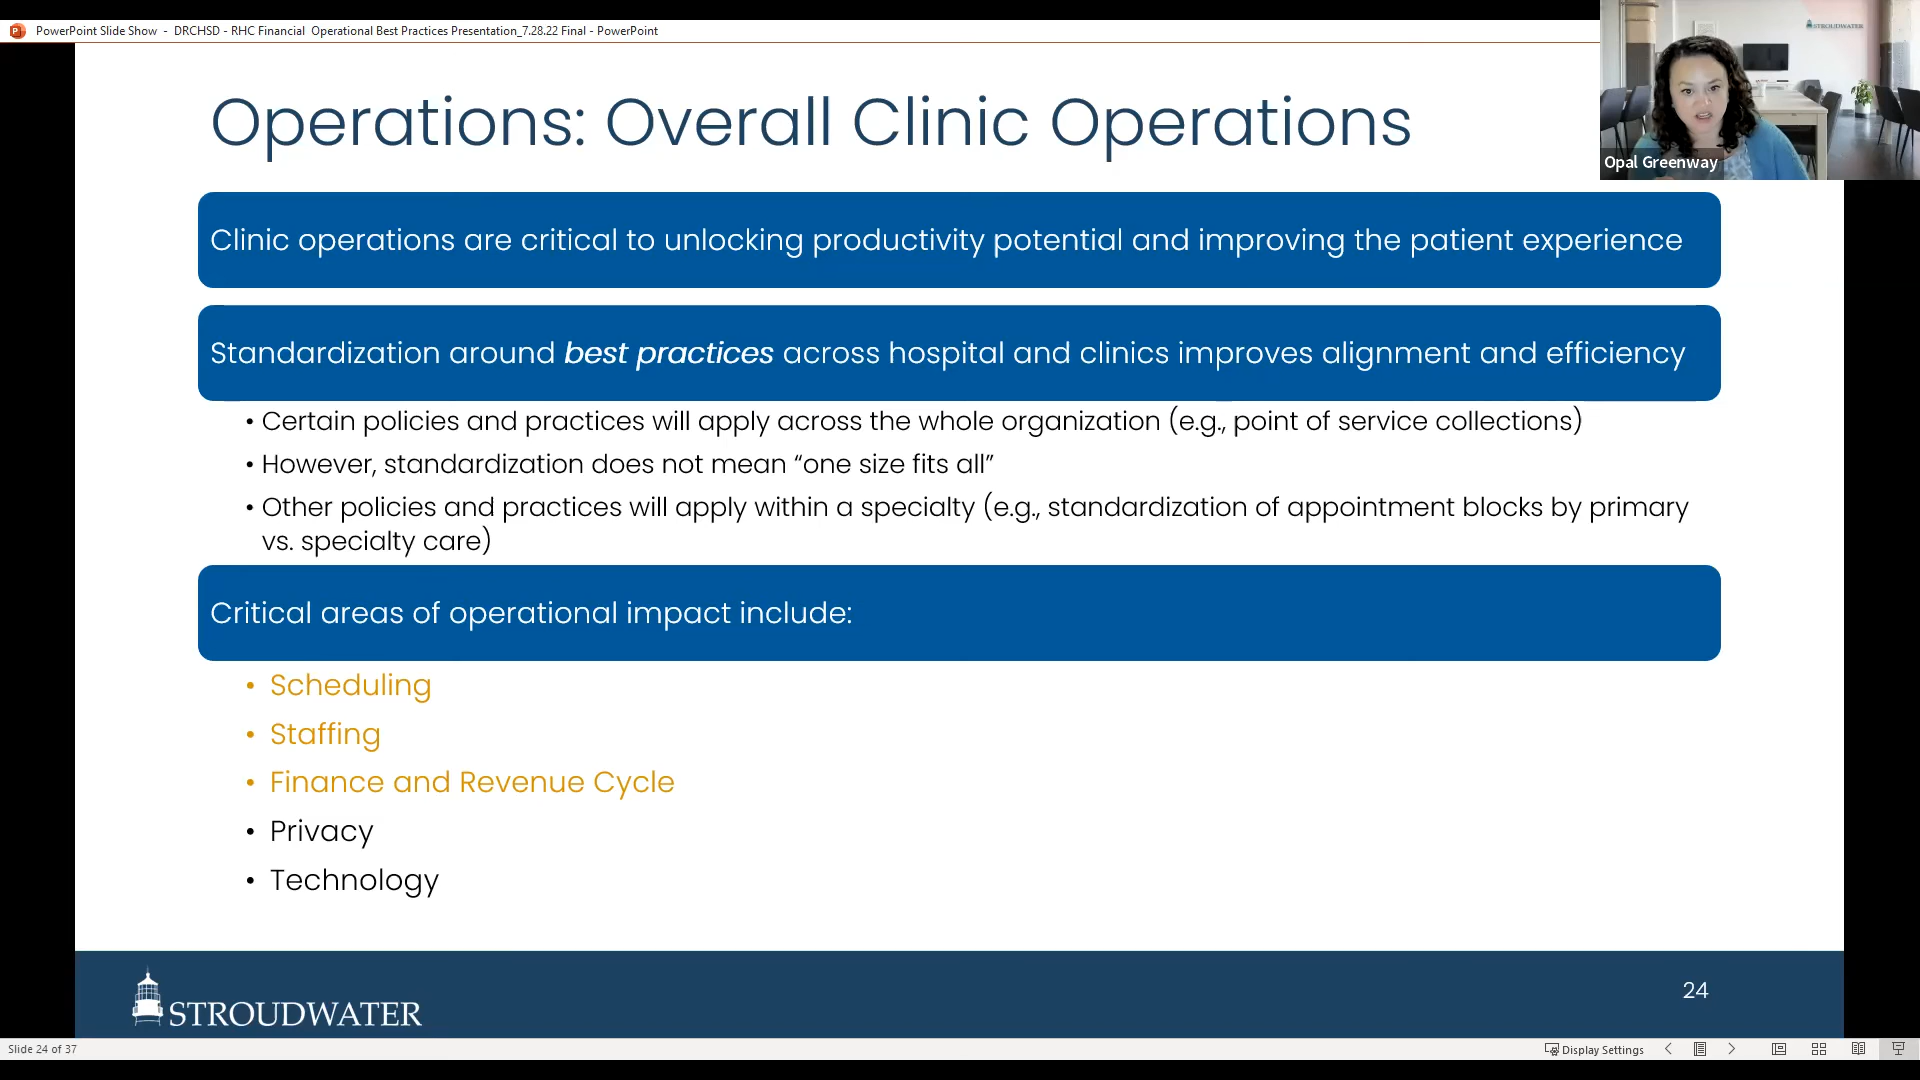 PowerPoint Slide Show - DRCHSD - RHC Financial Operational Best Practices Presentation_7.28.22 Final - PowerPoint
STROUDWATER
Opal Greenway
Operations: Overall Clinic Operations
Clinic operations are critical to unlocking productivity potential and improving the patient experience
Standardization around best practices across hospital and clinics improves alignment and efficiency
• Certain policies and practices will apply across the whole organization (e.g., point of service collections)
• However, standardization does not mean “one size fits all”
• Other policies and practices will apply within a specialty (e.g., standardization of appointment blocks by primary
vs. specialty care)
Critical areas of operational impact include:
• Scheduling
• Staffing
• Finance and Revenue Cycle
• Privacy
• Technology
STROUDWATER
24
Slide 24 of 37
Display Settings